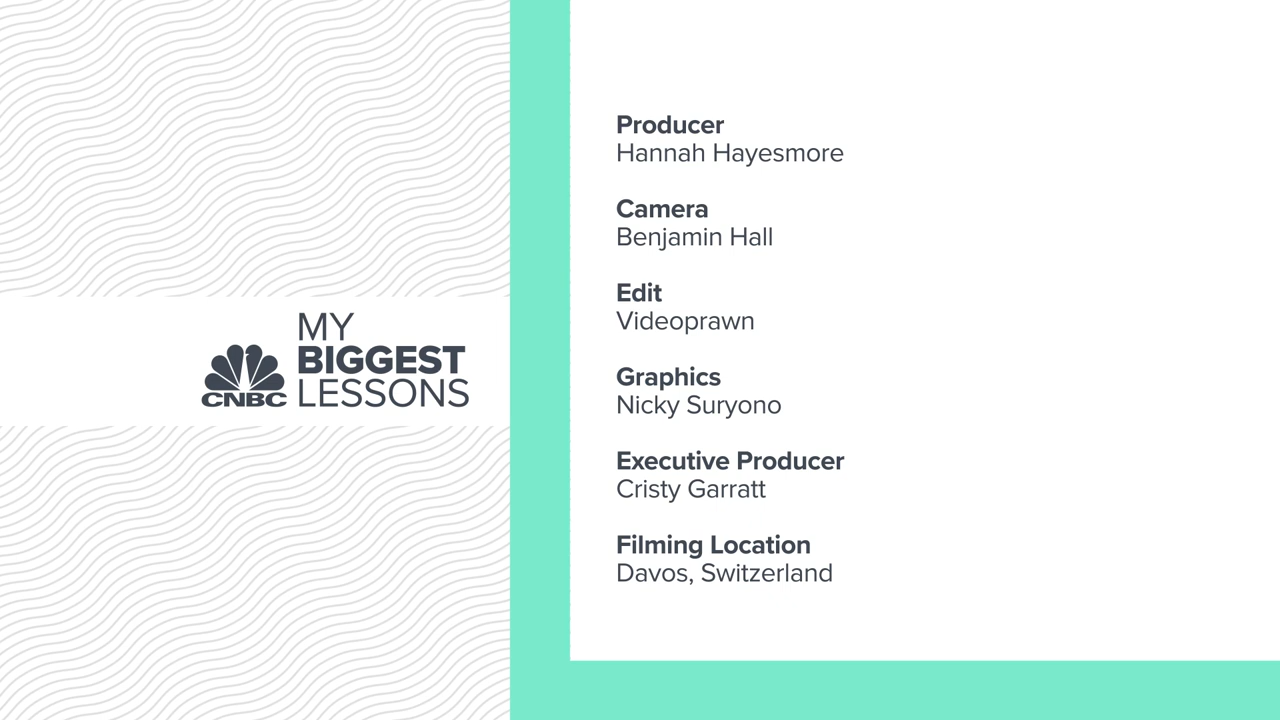 MY
BIGGEST
LESSONS
CNBC
Producer
Hannah Hayesmore
Camera
Benjamin Hall
Edit
Videoprawn
Graphics
Nicky Suryono
Executive Producer
Cristy Garratt
Filming Location
Davos, Switzerland